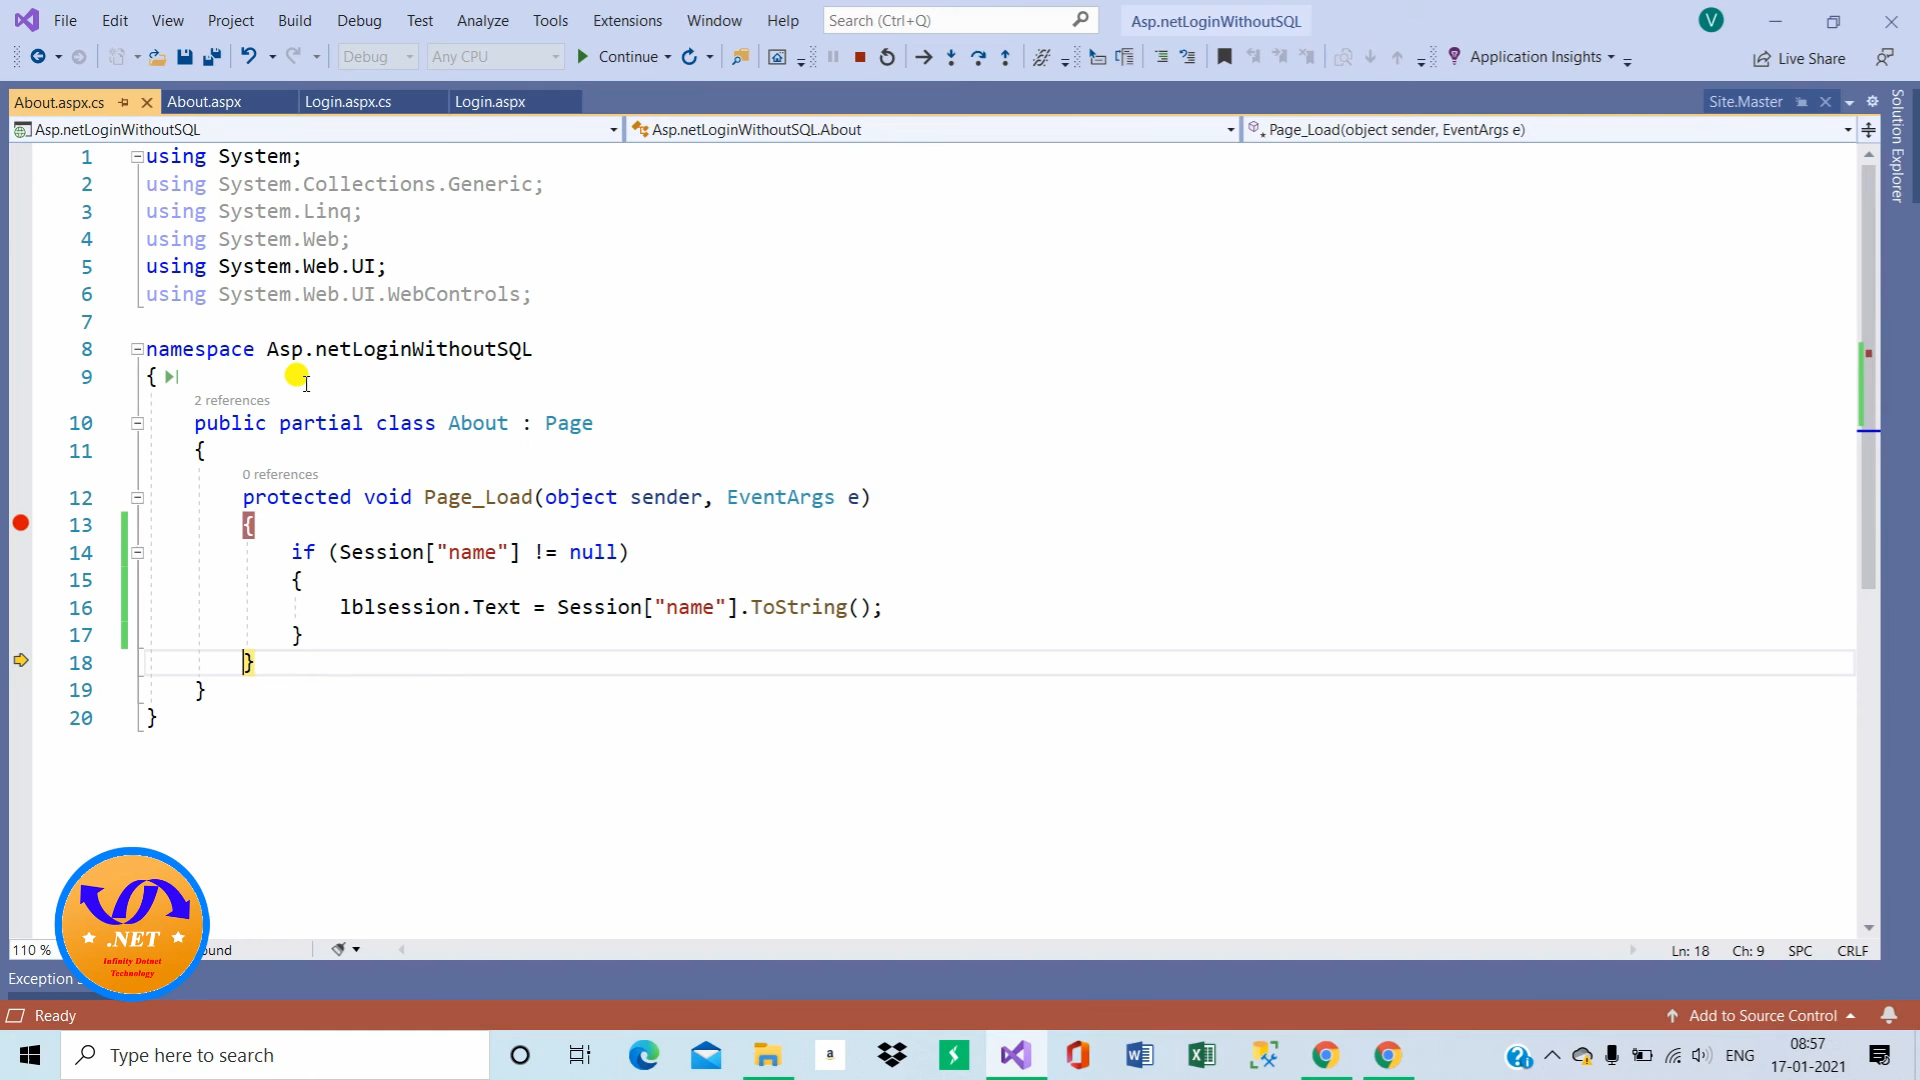 File Edit View Project Build Debug Test Analyze Tools Extensions Window Help Search (Ctrl+Q) Asp.netLoginWithoutSQL V
Debug Any CPU Continue Application Insights Live Share
About.aspx.cs About.aspx Login.aspx.cs Login.aspx Site.Master
Asp.netLoginWithoutSQL Asp.netLoginWithoutSQL.About Page_Load(object sender, EventArgs e)
Solution Explorer
1 using System;
2 using System.Collections.Generic;
3 using System.Linq;
4 using System.Web;
5 using System.Web.UI;
6 using System.Web.UI.WebControls;
7
8 namespace Asp.netLoginWithoutSQL
9 {
2 references
10 public partial class About : Page
11 {
0 references
12 protected void Page_Load(object sender, EventArgs e)
13 {
14 if (Session["name"] != null)
15 {
16 lblsession.Text = Session["name"].ToString();
17 }
18 }
19 }
20 }
.NET
Infinity Dotnet
Technology
110 % Ln: 18 Ch: 9 SPC CRLF
Exception
Ready Add to Source Control
Type here to search a ENG 08:57
17-01-2021